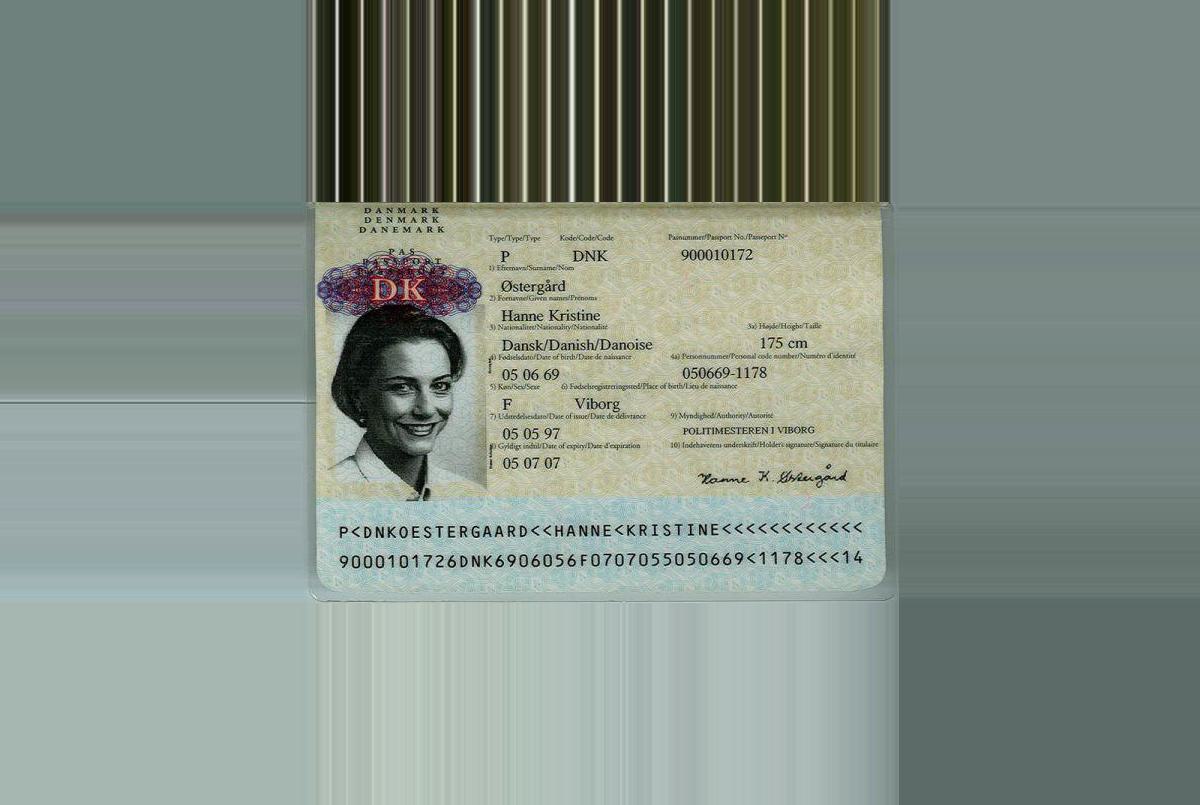 DANMARK
DENMARK
DANEMARK
PAS
PASSPORT
DK
Type/Type/Type Kode/Code/Code Pasnummer/Passport No./Passeport Nº
P DNK 900010172
1) Efternavn/Surname/Nom
Østergård
2) Fornavne/Given names/Prénoms
Hanne Kristine
3) Nationalitet/Nationality/Nationalité 3a) Højde/Height/Taille
Dansk/Danish/Danoise 175 cm
4) Fødselsdato/Date of birth/Date de naissance 4a) Personnummer/Personal code number/Numéro d'identité
05 06 69 050669-1178
5) Køn/Sex/Sexe 6) Fødselsregistreringssted/Place of birth/Lieu de naissance
F Viborg
7) Udstedelsesdato/Date of issue/Date de délivrance 9) Myndighed/Authority/Autorité
05 05 97 POLITIMESTEREN I VIBORG
8) Gyldigt indtil/Date of expiry/Date d'expiration 10) Indehaverens underskrift/Holder's signature/Signature du titulaire
05 07 07 Hanne K. Østergård
P<DNKOESTERGAARD<<HANNE<KRISTINE<<<<<<<<<<<<
9000101726DNK6906056F0707055050669<1178<<<14